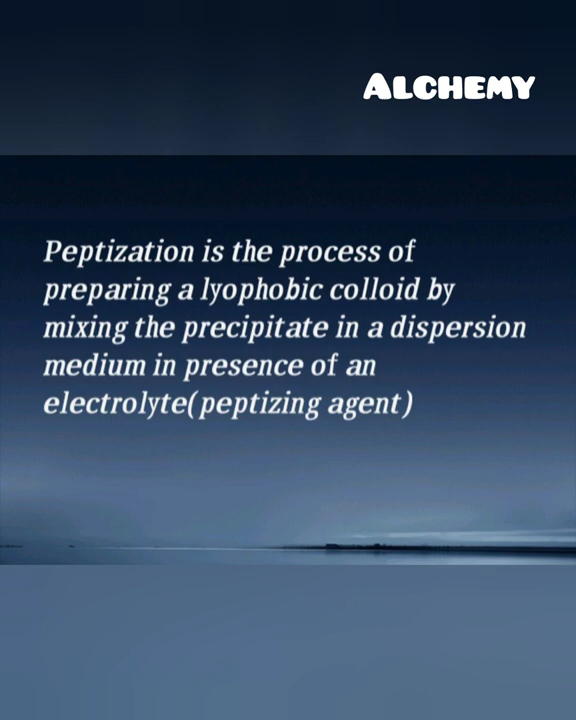 ALCHEMY
Peptization is the process of
preparing a lyophobic colloid by
mixing the precipitate in a dispersion
medium in presence of an
electrolyte(peptizing agent)